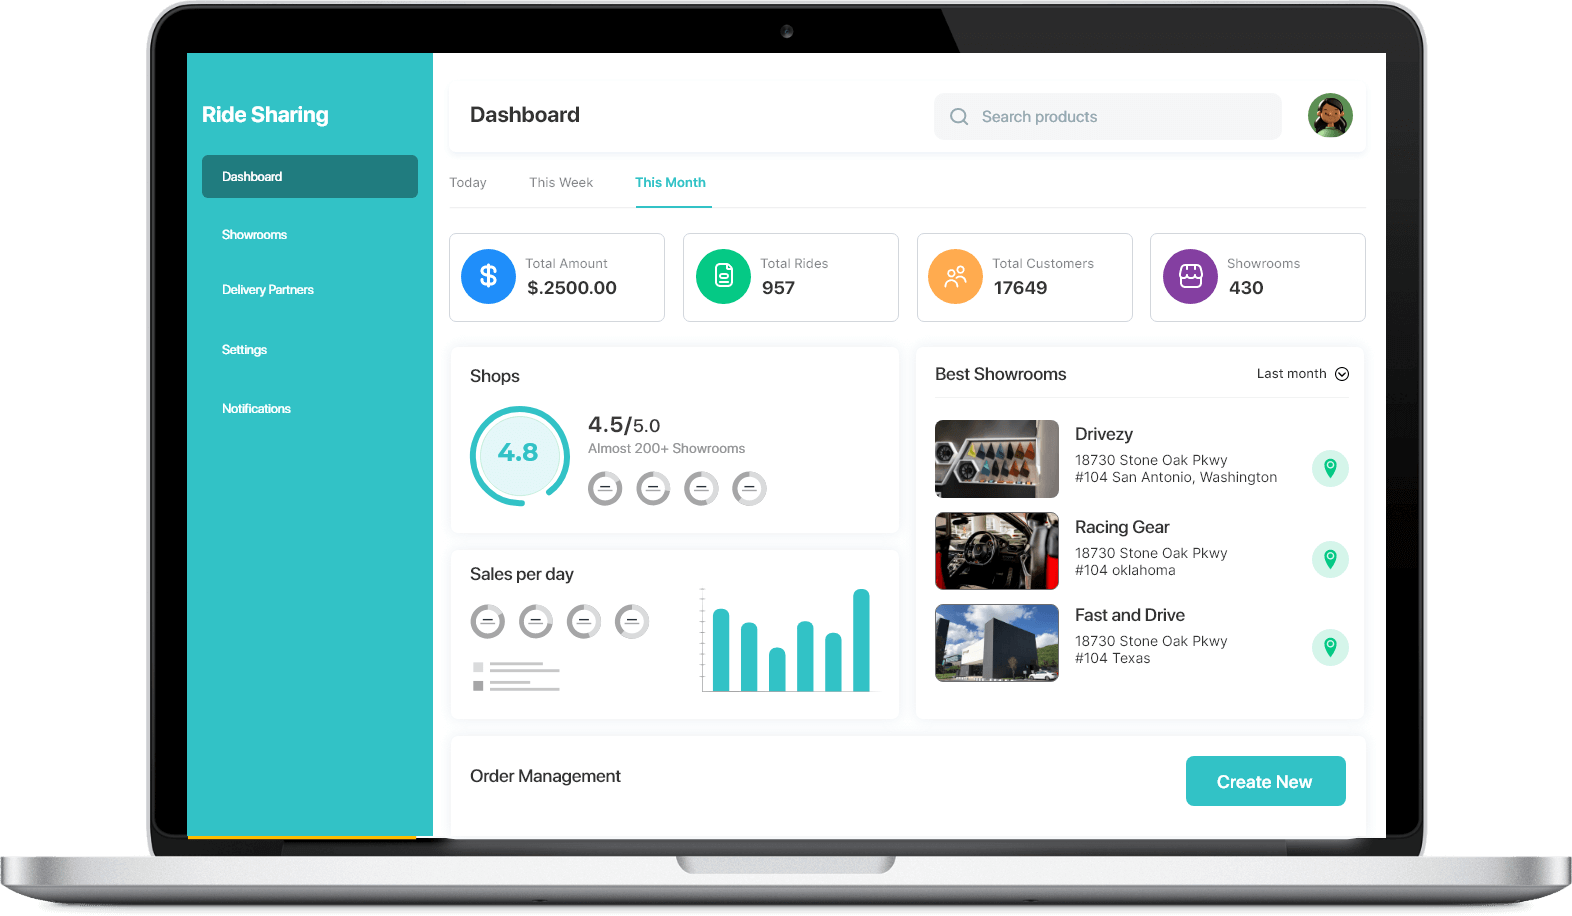 Ride Sharing
Dashboard
Showrooms
Delivery Partners
Settings
Notifications
Dashboard
Search products
Today
This Week
This Month
Total Amount
$.2500.00
Total Rides
957
Total Customers
17649
Showrooms
430
Shops
4.8
4.5/5.0
Almost 200+ Showrooms
Sales per day
Best Showrooms
Last month
Drivezy
18730 Stone Oak Pkwy
#104 San Antonio, Washington
Racing Gear
18730 Stone Oak Pkwy
#104 oklahoma
Fast and Drive
18730 Stone Oak Pkwy
#104 Texas
Order Management
Create New